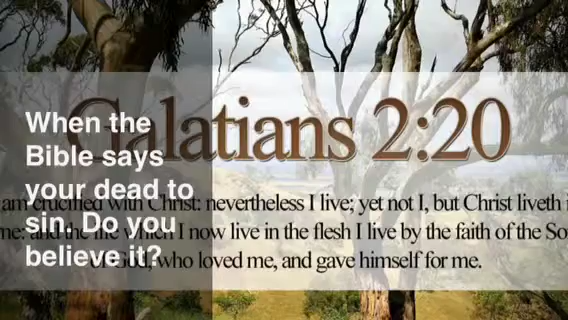 Galatians 2:20
am crucified with Christ: nevertheless I live; yet not I, but Christ liveth
and the life which I now live in the flesh I live by the faith of the
of God, who loved me, and gave himself for me.
When the
Bible says
your dead to
sin. Do you
believe it?